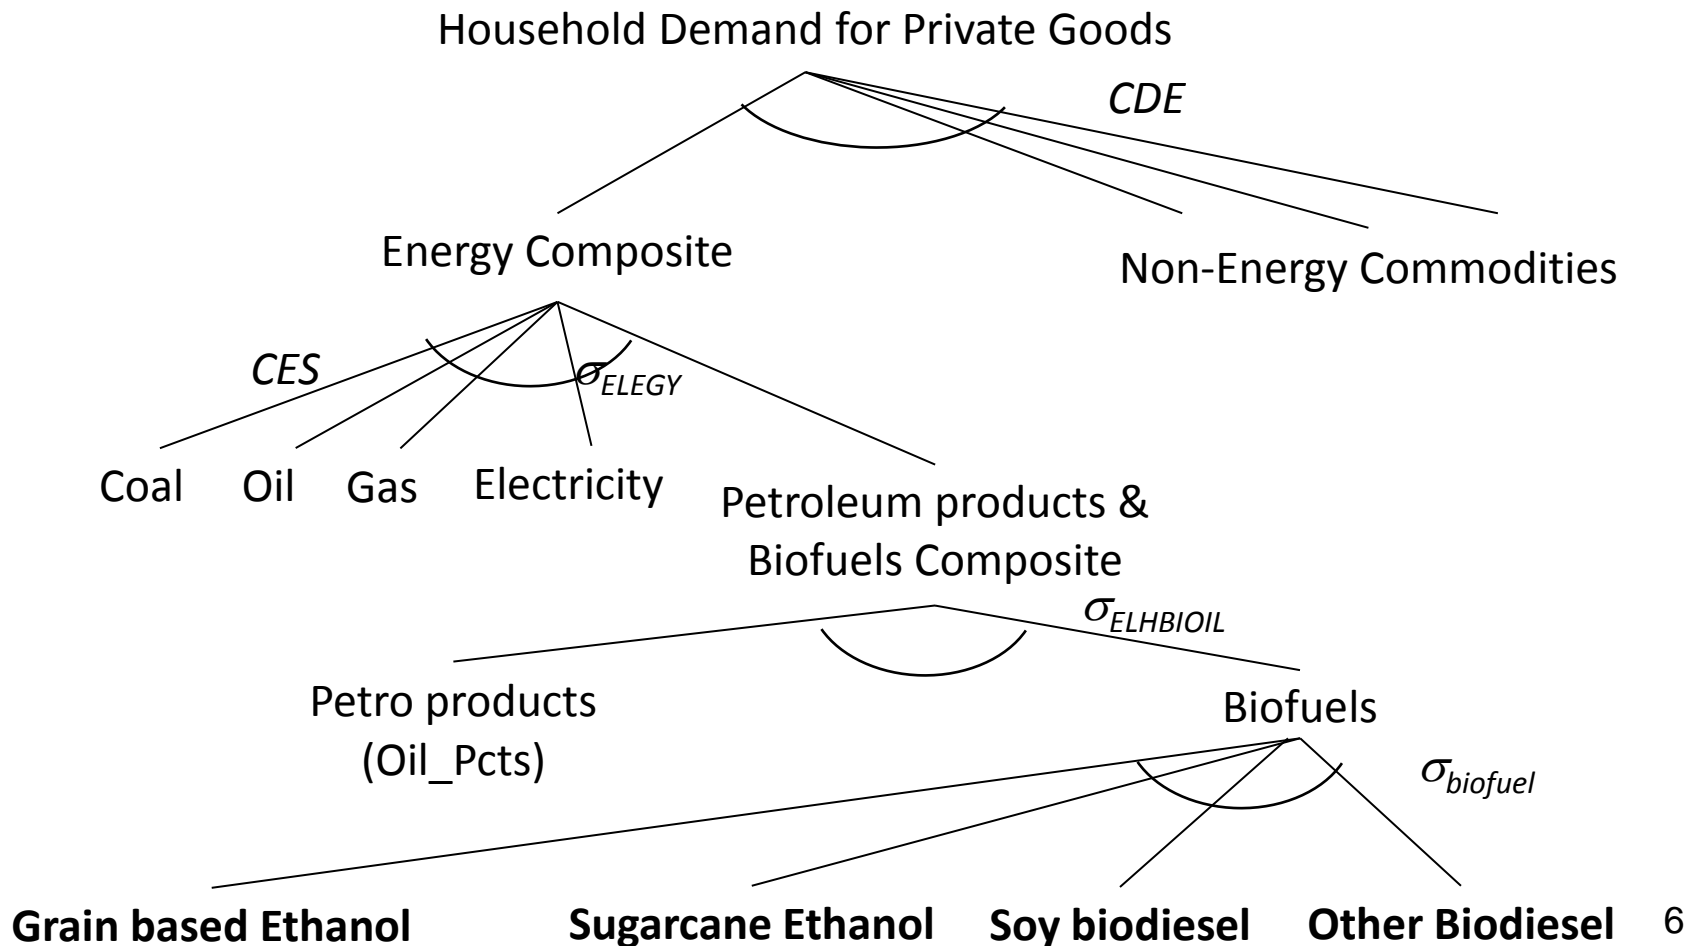 Household Demand for Private Goods
CDE
Energy Composite
Non-Energy Commodities
CES
σELEGY
Coal
Oil
Gas
Electricity
Petroleum products &
Biofuels Composite
σELHBIOIL
Petro products
(Oil_Pcts)
Biofuels
σbiofuel
Grain based Ethanol
Sugarcane Ethanol
Soy biodiesel
Other Biodiesel
6